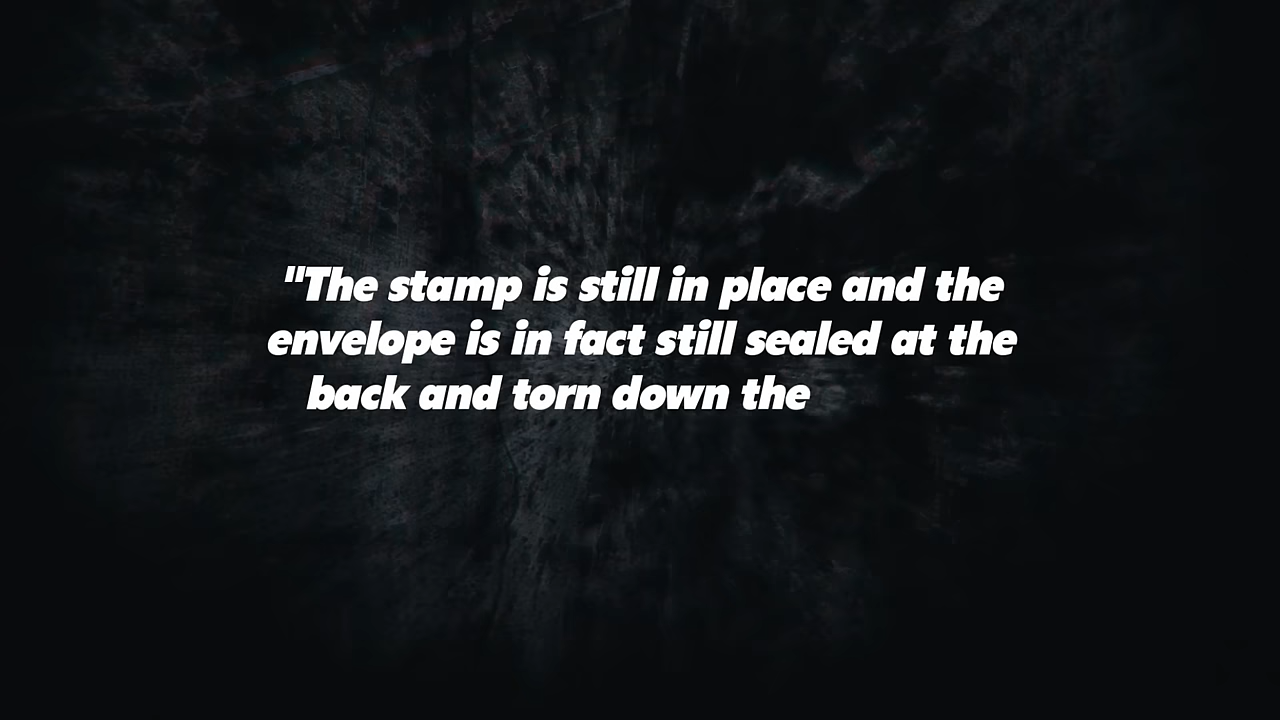 "The stamp is still in place and the
envelope is in fact still sealed at the
back and torn down the